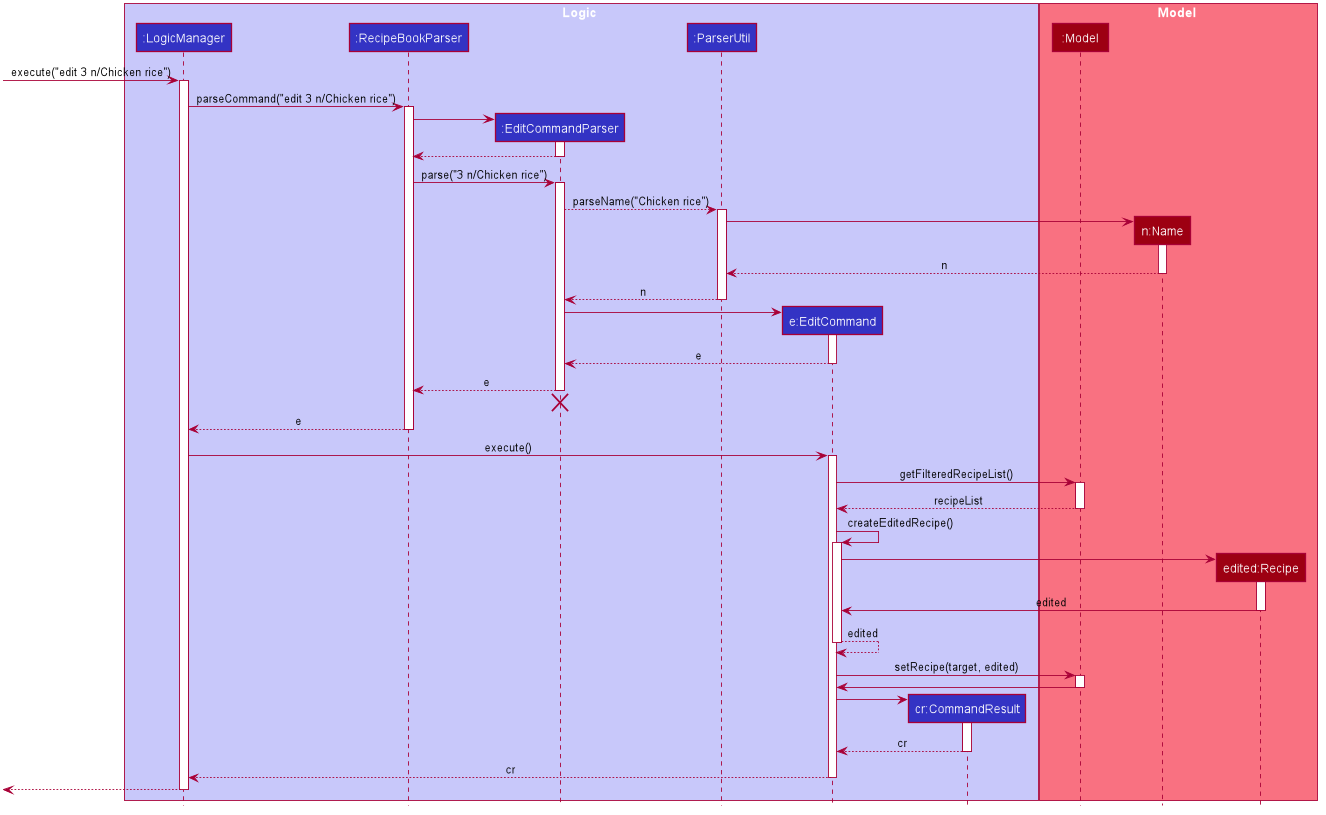 Logic
Model
:LogicManager
:RecipeBookParser
:ParserUtil
:Model
execute("edit 3 n/Chicken rice")
parseCommand("edit 3 n/Chicken rice")
:EditCommandParser
parse("3 n/Chicken rice")
parseName("Chicken rice")
n:Name
n
n
e:EditCommand
e
e
e
execute()
getFilteredRecipeList()
recipeList
createEditedRecipe()
edited:Recipe
edited
edited
setRecipe(target, edited)
cr:CommandResult
cr
cr